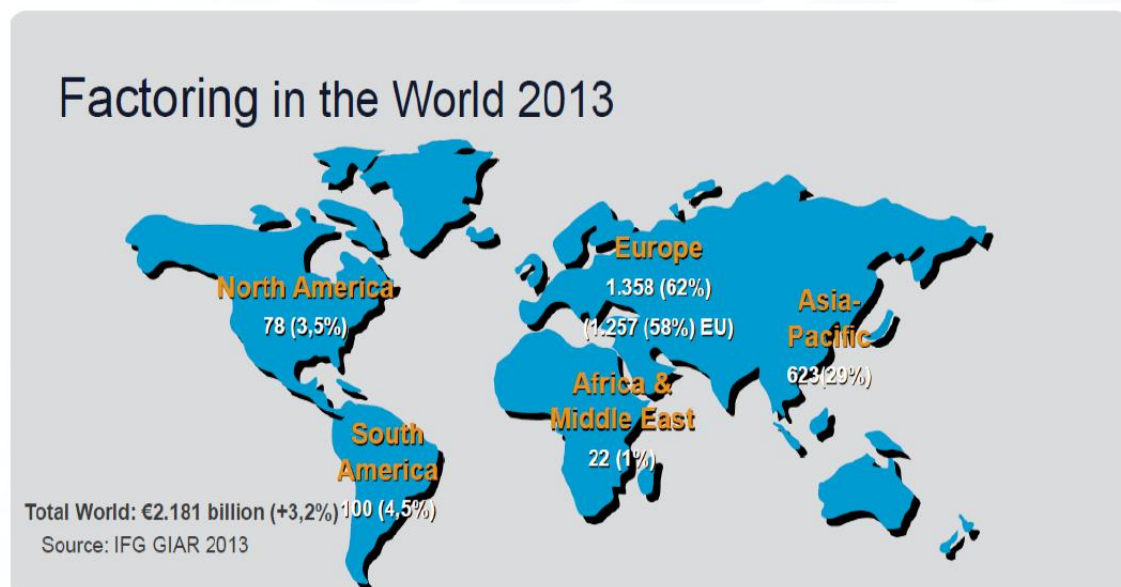 Factoring in the World 2013
Europe
1.358 (62%)
(1.257 (58%) EU)
North America
78 (3,5%)
Asia-
Pacific
623(29%)
Africa &
Middle East
22 (1%)
South
America
100 (4,5%)
Total World: €2.181 billion (+3,2%)
Source: IFG GIAR 2013